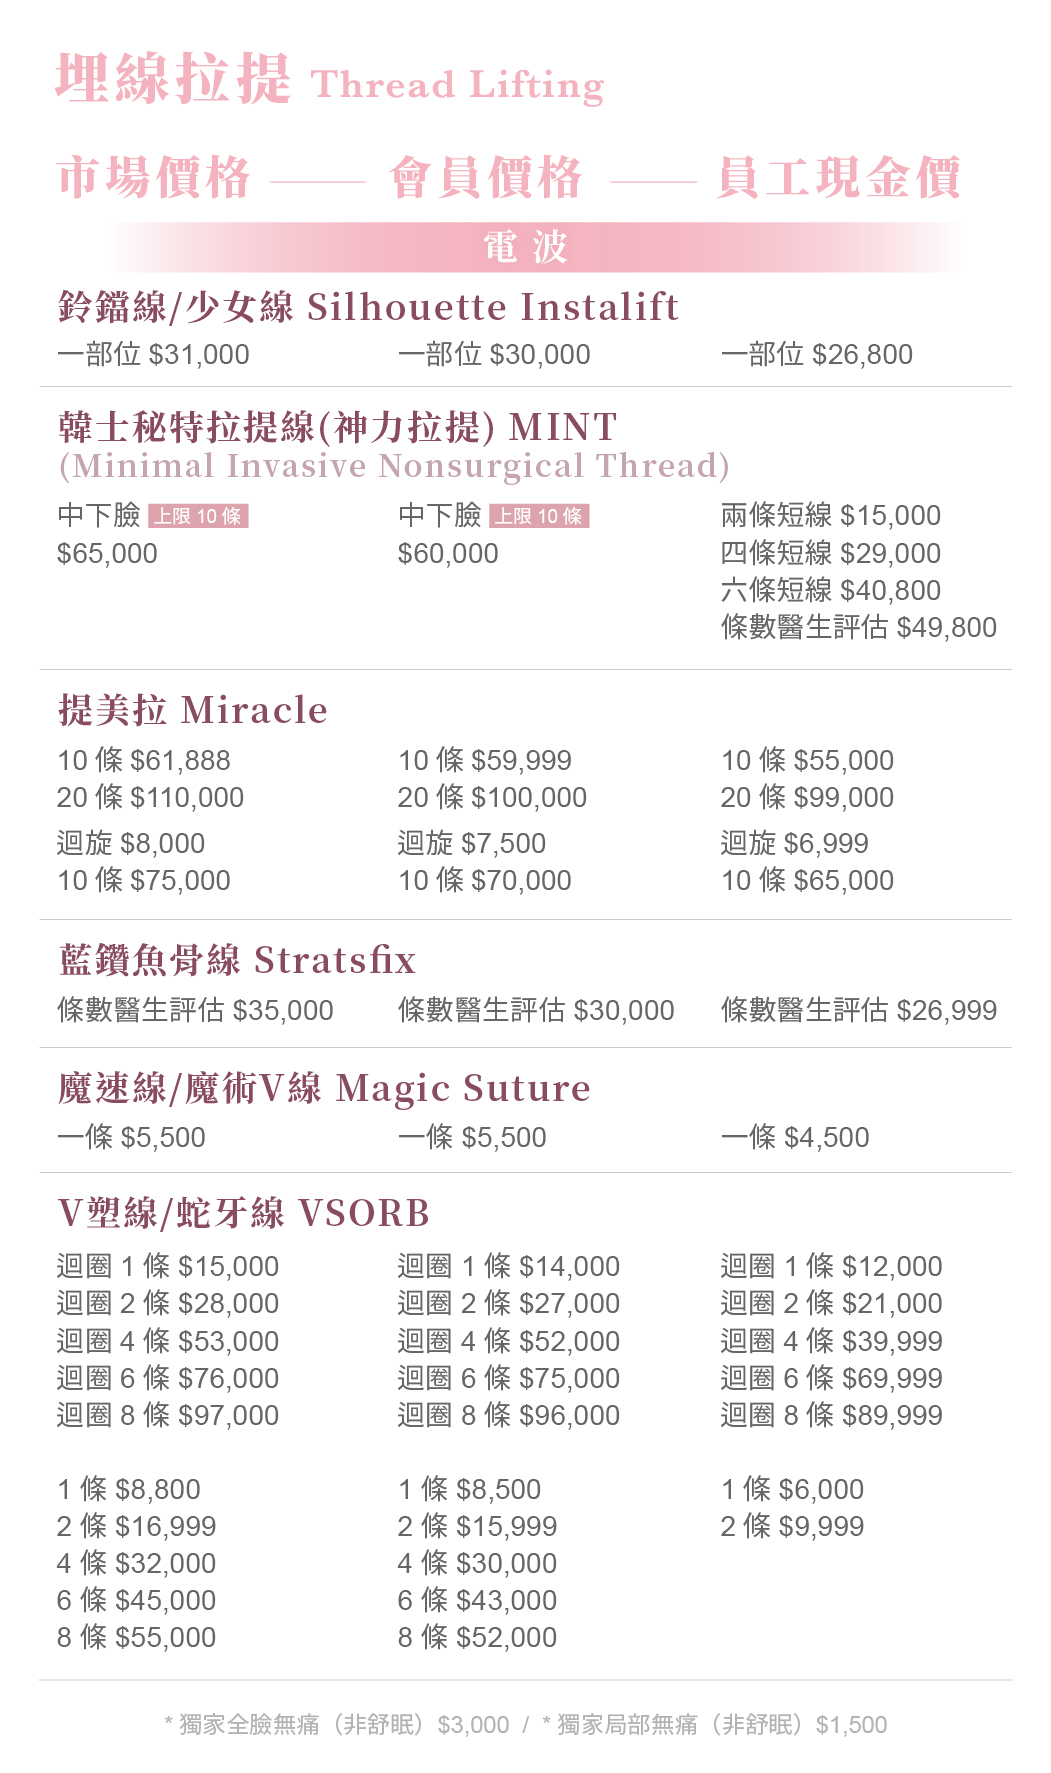 埋線拉提 Thread Lifting
市場價格 —— 會員價格 —— 員工現金價
電波
鈴鐺線/少女線 Silhouette Instalift
一部位 $31,000 一部位 $30,000 一部位 $26,800
韓士秘特拉提線(神力拉提) MINT
(Minimal Invasive Nonsurgical Thread)
中下臉 上限 10 條 中下臉 上限 10 條 兩條短線 $15,000
$65,000 $60,000 四條短線 $29,000
六條短線 $40,800
條數醫生評估 $49,800
提美拉 Miracle
10 條 $61,888 10 條 $59,999 10 條 $55,000
20 條 $110,000 20 條 $100,000 20 條 $99,000
迴旋 $8,000 迴旋 $7,500 迴旋 $6,999
10 條 $75,000 10 條 $70,000 10 條 $65,000
藍鑽魚骨線 Stratsfix
條數醫生評估 $35,000 條數醫生評估 $30,000 條數醫生評估 $26,999
魔速線/魔術V線 Magic Suture
一條 $5,500 一條 $5,500 一條 $4,500
V塑線/蛇牙線 VSORB
迴圈 1 條 $15,000 迴圈 1 條 $14,000 迴圈 1 條 $12,000
迴圈 2 條 $28,000 迴圈 2 條 $27,000 迴圈 2 條 $21,000
迴圈 4 條 $53,000 迴圈 4 條 $52,000 迴圈 4 條 $39,999
迴圈 6 條 $76,000 迴圈 6 條 $75,000 迴圈 6 條 $69,999
迴圈 8 條 $97,000 迴圈 8 條 $96,000 迴圈 8 條 $89,999
1 條 $8,800 1 條 $8,500 1 條 $6,000
2 條 $16,999 2 條 $15,999 2 條 $9,999
4 條 $32,000 4 條 $30,000
6 條 $45,000 6 條 $43,000
8 條 $55,000 8 條 $52,000
* 獨家全臉無痛（非舒眠）$3,000 / * 獨家局部無痛（非舒眠）$1,500